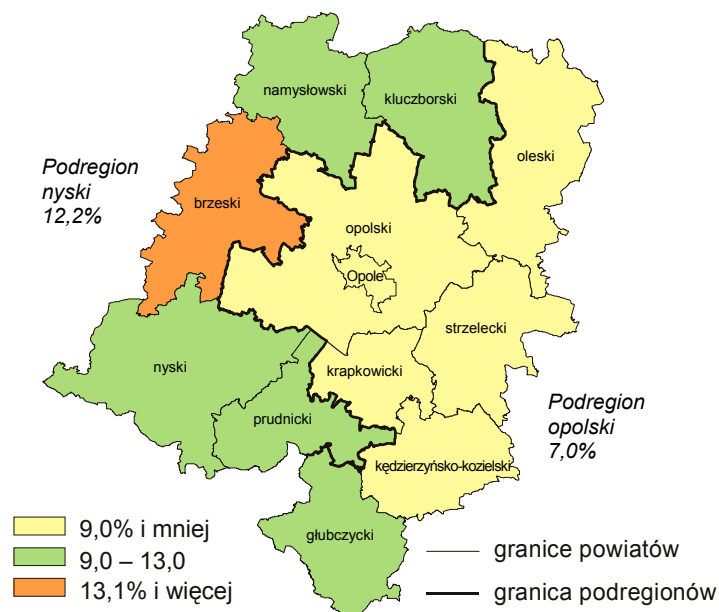 namysłowski
kluczborski
oleski
Podregion
nyski
12,2%
brzeski
opolski
Opole
strzelecki
nyski
krapkowicki
prudnicki
Podregion
opolski
7,0%
kędzierzyńsko-kozielski
głubczycki
9,0% i mniej
9,0 – 13,0
13,1% i więcej
granice powiatów
granica podregionów